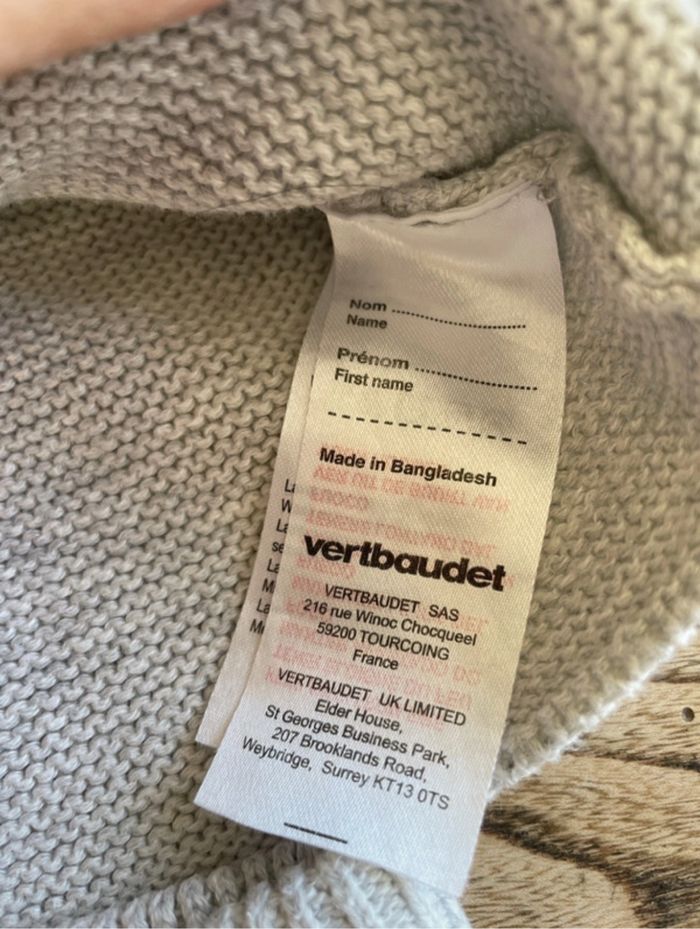 Nom ........................
Name
Prénom ......................
First name
Made in Bangladesh
vertbaudet
VERTBAUDET SAS
216 rue Winoc Chocqueel
59200 TOURCOING
France
VERTBAUDET UK LIMITED
Elder House,
St Georges Business Park,
207 Brooklands Road,
Weybridge, Surrey KT13 0TS